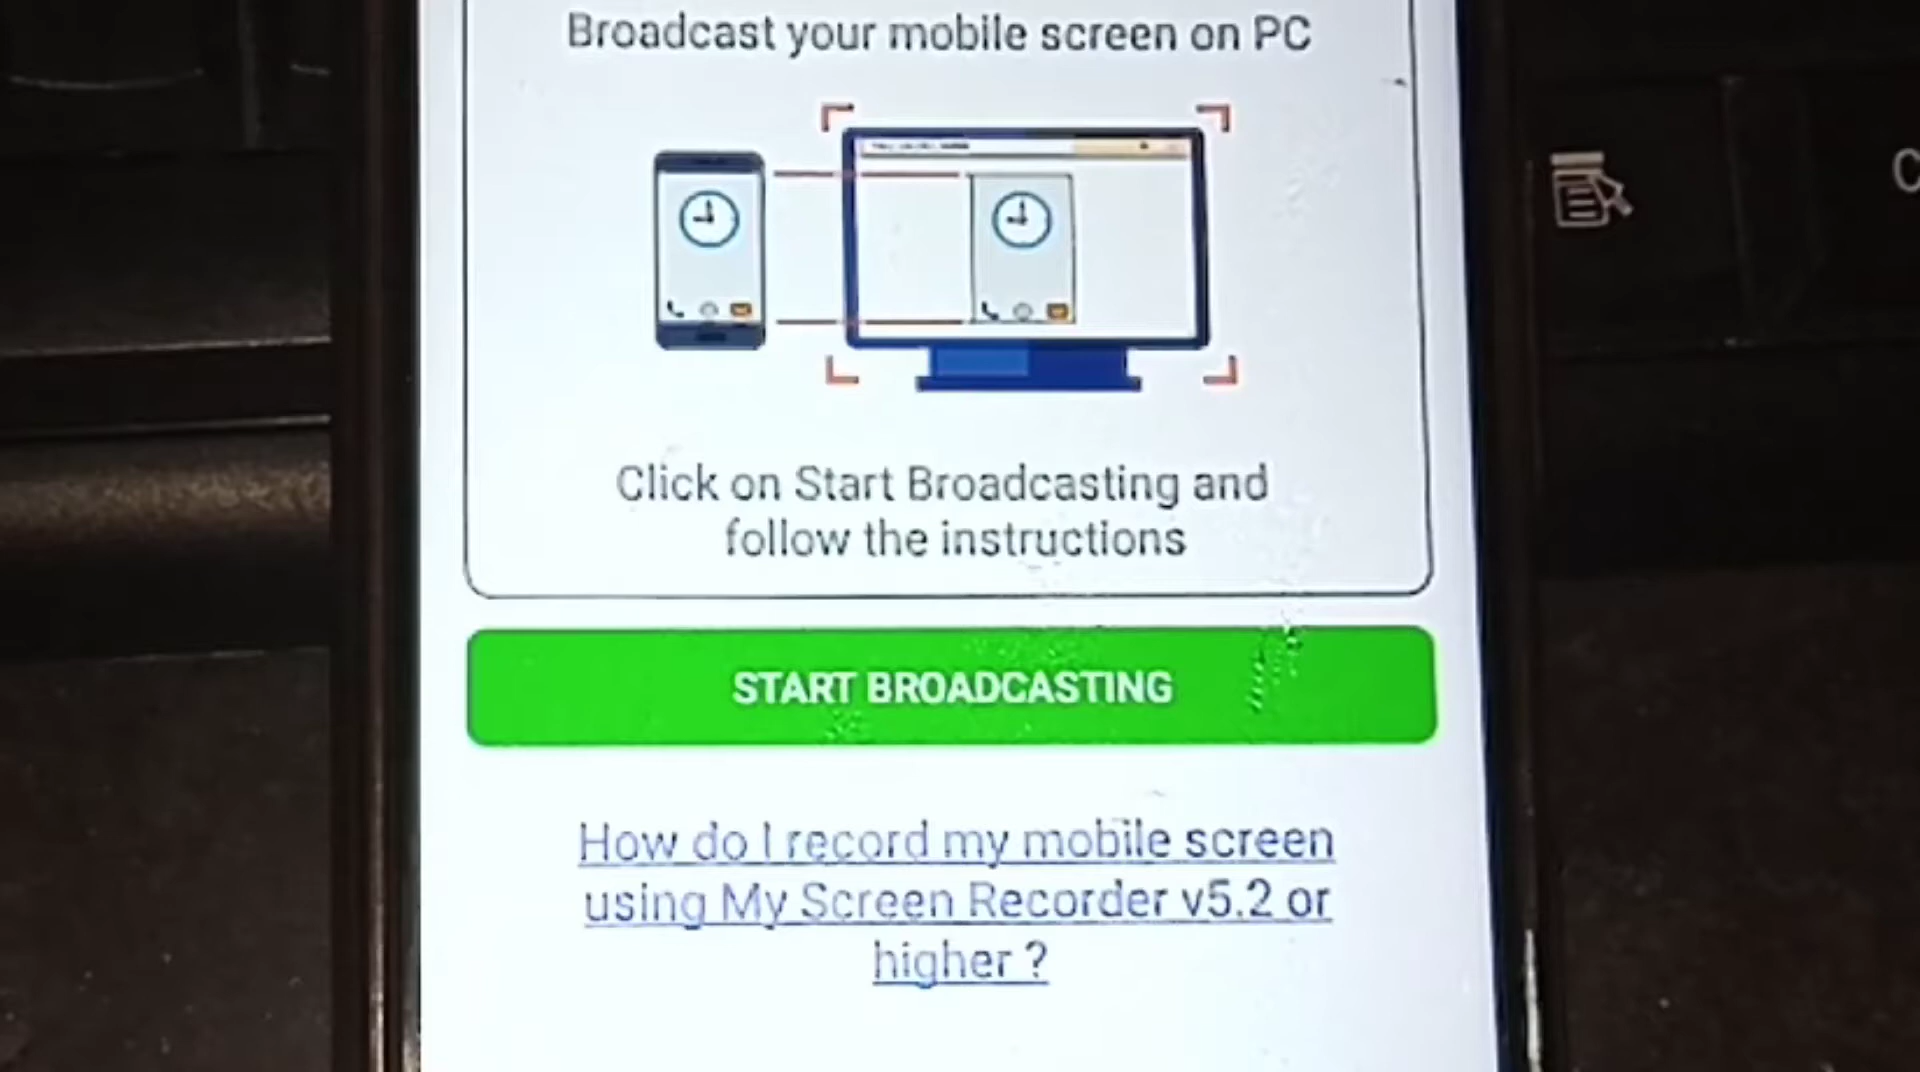 Broadcast your mobile screen on PC
Click on Start Broadcasting and
follow the instructions
START BROADCASTING
How do I record my mobile screen
using My Screen Recorder v5.2 or
higher ?